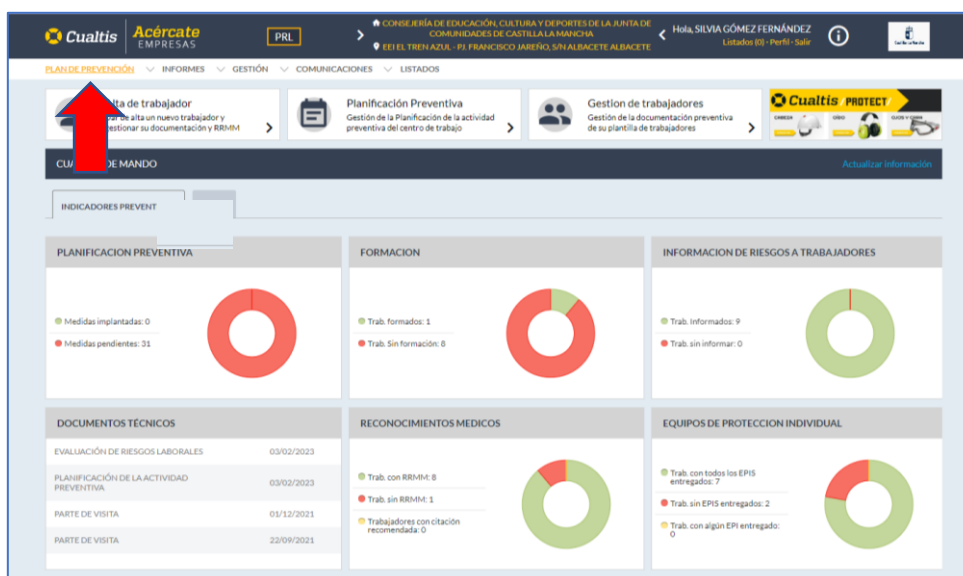 Cualtis
Acércate
EMPRESAS
PRL
CONSEJERÍA DE EDUCACIÓN, CULTURA Y DEPORTES DE LA JUNTA DE
COMUNIDADES DE CASTILLA LA MANCHA
EEI EL TREN AZUL - PJ. FRANCISCO JAREÑO, S/N ALBACETE ALBACETE
Hola, SILVIA GÓMEZ FERNÁNDEZ
Listados (0) - Perfil - Salir
PLAN DE PREVENCIÓN INFORMES GESTIÓN COMUNICACIONES LISTADOS
lta de trabajador
ar de alta un nuevo trabajador y
estionar su documentación y RRMM
Planificación Preventiva
Gestión de la Planificación de la actividad
preventiva del centro de trabajo
Gestion de trabajadores
Gestión de la documentación preventiva
de su plantilla de trabajadores
Cualtis PROTECT
CABEZA
OÍDO
CUA DE MANDO
Actualizar información
INDICADORES PREVENT
PLANIFICACION PREVENTIVA
Medidas implantadas: 0
Medidas pendientes: 31
FORMACION
Trab. formados: 1
Trab. Sin formación: 8
INFORMACION DE RIESGOS A TRABAJADORES
Trab. Informados: 9
Trab. sin informar: 0
DOCUMENTOS TÉCNICOS
EVALUACIÓN DE RIESGOS LABORALES 03/02/2023
PLANIFICACIÓN DE LA ACTIVIDAD
PREVENTIVA 03/02/2023
PARTE DE VISITA 01/12/2021
PARTE DE VISITA 22/09/2021
RECONOCIMIENTOS MEDICOS
Trab. con RRMM: 8
Trab. sin RRMM: 1
Trabajadores con citación
recomendada: 0
EQUIPOS DE PROTECCION INDIVIDUAL
Trab. con todos los EPIS
entregados: 7
Trab. sin EPIS entregados: 2
Trab. con algún EPI entregado:
0